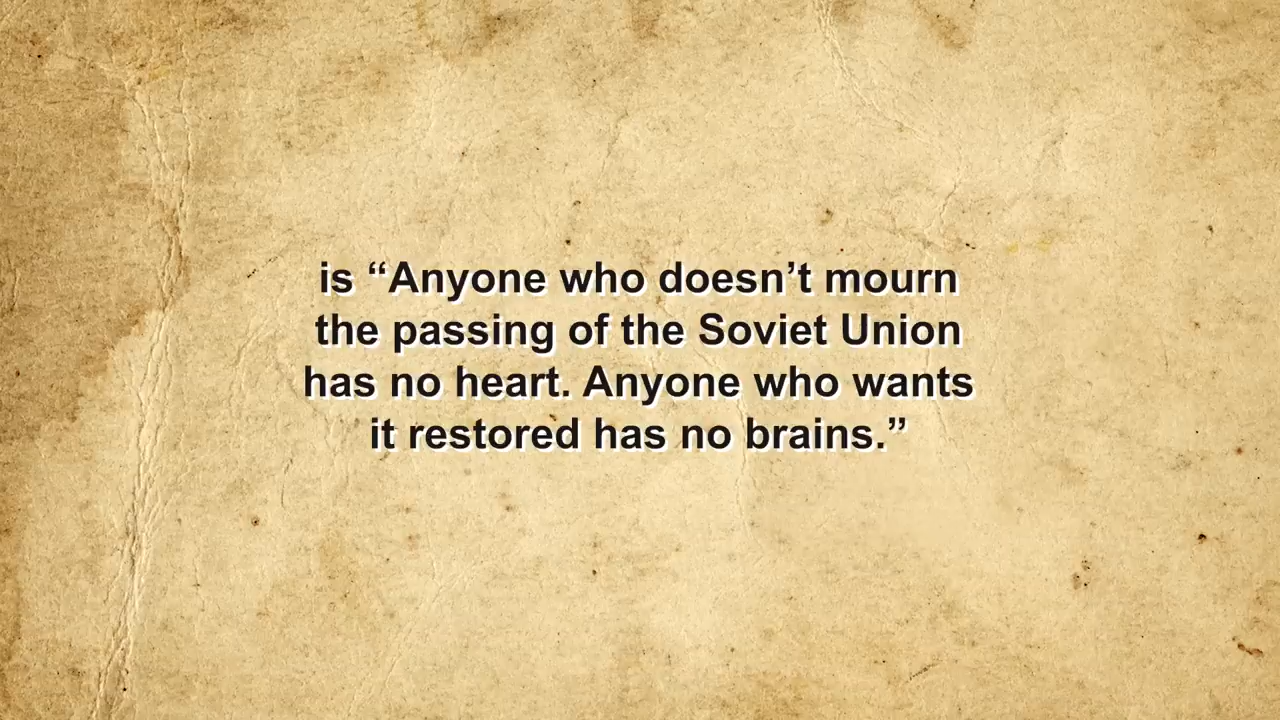 is “Anyone who doesn’t mourn
the passing of the Soviet Union
has no heart. Anyone who wants
it restored has no brains.”